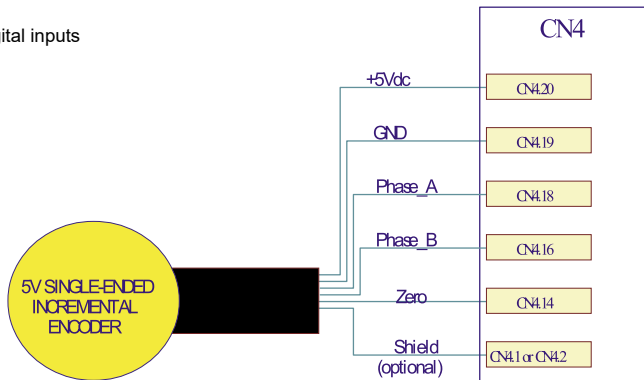 gital inputs
CN4
+5Vdc
CN4.20
GND
CN4.19
Phase_A
CN4.18
Phase_B
CN4.16
5V SINGLE-ENDED
INCREMENTAL
ENCODER
Zero
CN4.14
Shield
(optional)
CN4.1 or CN4.2